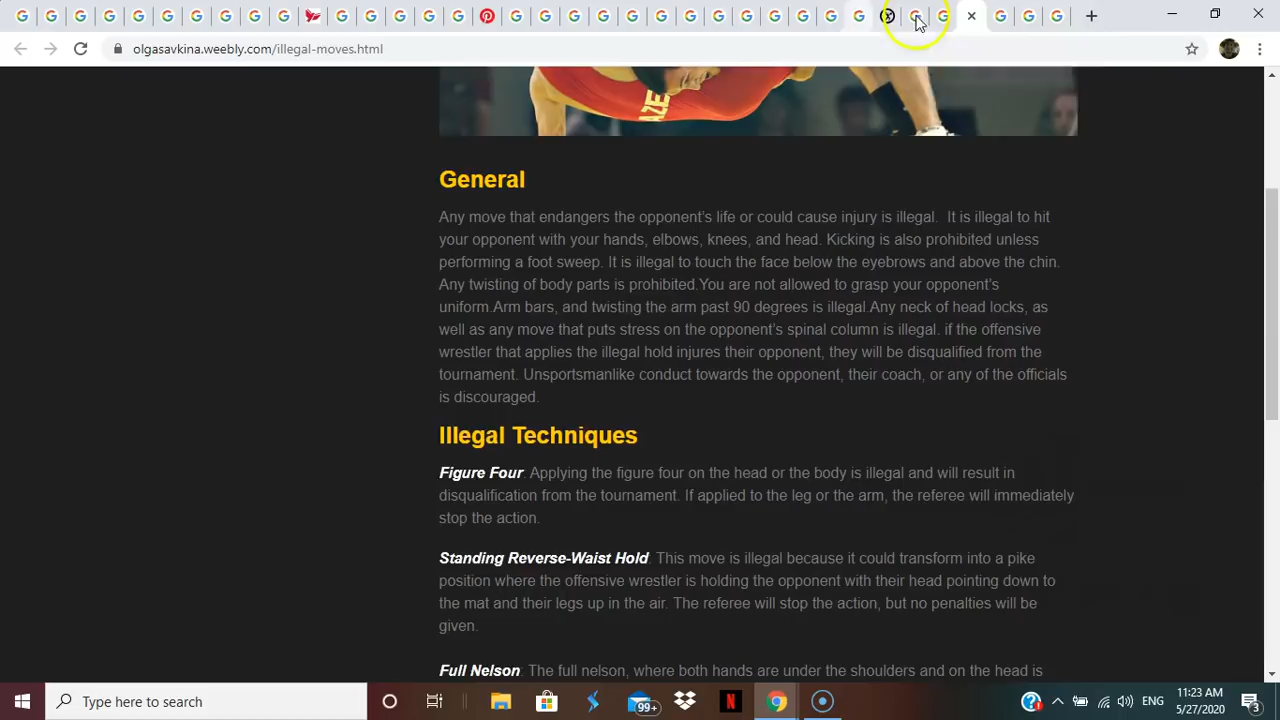 olgasavkina.weebly.com/illegal-moves.html
AZE
General
Any move that endangers the opponent's life or could cause injury is illegal.  It is illegal to hit
your opponent with your hands, elbows, knees, and head. Kicking is also prohibited unless
performing a foot sweep. It is illegal to touch the face below the eyebrows and above the chin.
Any twisting of body parts is prohibited.You are not allowed to grasp your opponent's
uniform.Arm bars, and twisting the arm past 90 degrees is illegal.Any neck of head locks, as
well as any move that puts stress on the opponent's spinal column is illegal. if the offensive
wrestler that applies the illegal hold injures their opponent, they will be disqualified from the
tournament. Unsportsmanlike conduct towards the opponent, their coach, or any of the officials
is discouraged.
Illegal Techniques
Figure Four: Applying the figure four on the head or the body is illegal and will result in
disqualification from the tournament. If applied to the leg or the arm, the referee will immediately
stop the action.
Standing Reverse-Waist Hold: This move is illegal because it could transform into a pike
position where the offensive wrestler is holding the opponent with their head pointing down to
the mat and their legs up in the air. The referee will stop the action, but no penalties will be
given.
Full Nelson: The full nelson, where both hands are under the shoulders and on the head is
Type here to search
99+
N
ENG
11:23 AM
5/27/2020
3